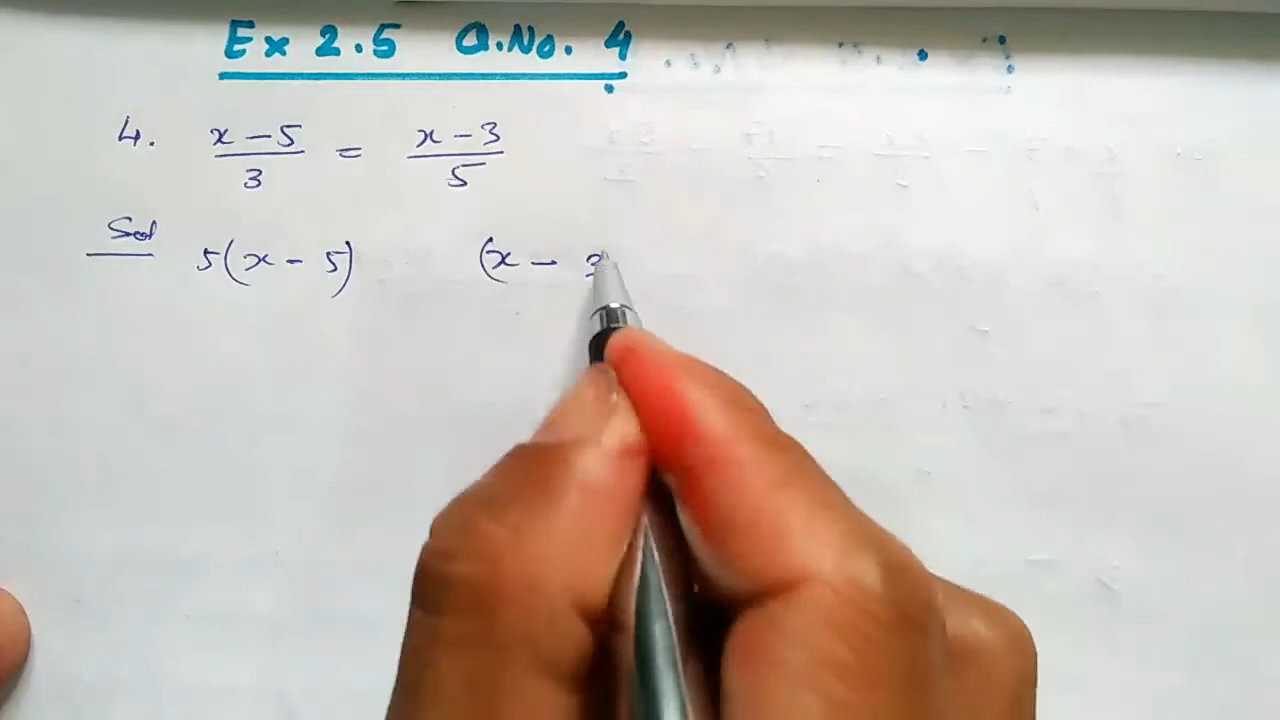 Ex 2.5 Q.No. 4
4. x - 5 / 3 = x - 3 / 5
Sol 5(x - 5) (x - 3